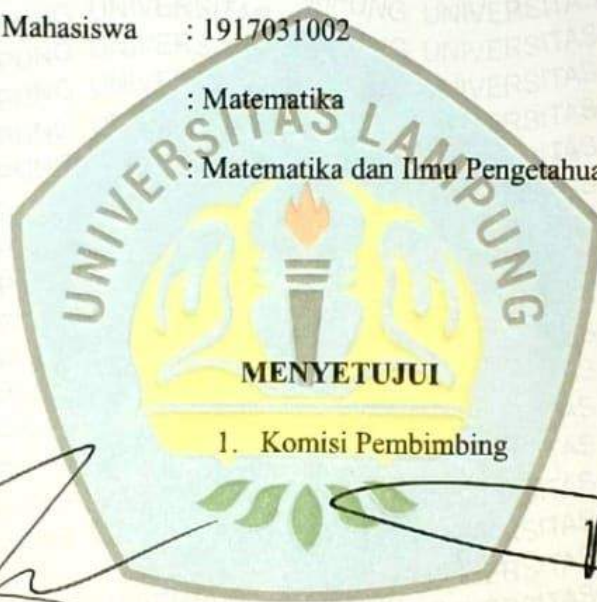 Mahasiswa : 1917031002
: Matematika
: Matematika dan Ilmu Pengetahua
UNIVERSITAS LAMPUNG
MENYETUJUI
1. Komisi Pembimbing